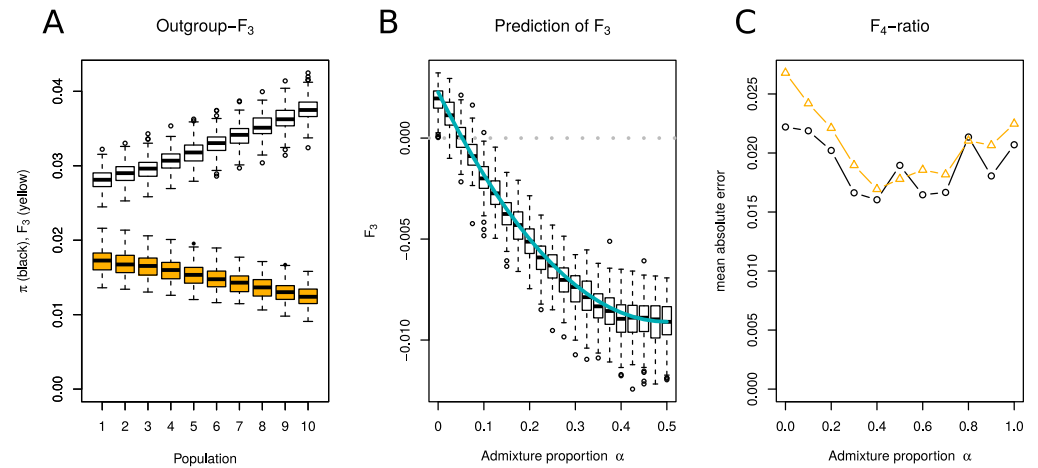 A
Outgroup−F3
π (black), F3 (yellow)
0.00
0.01
0.02
0.03
0.04
1 2 3 4 5 6 7 8 9 10
Population
B
Prediction of F3
F3
−0.010
−0.005
0.000
0.0 0.1 0.2 0.3 0.4 0.5
Admixture proportion α
C
F4−ratio
mean absolute error
0.000
0.005
0.010
0.015
0.020
0.025
0.0 0.2 0.4 0.6 0.8 1.0
Admixture proportion α